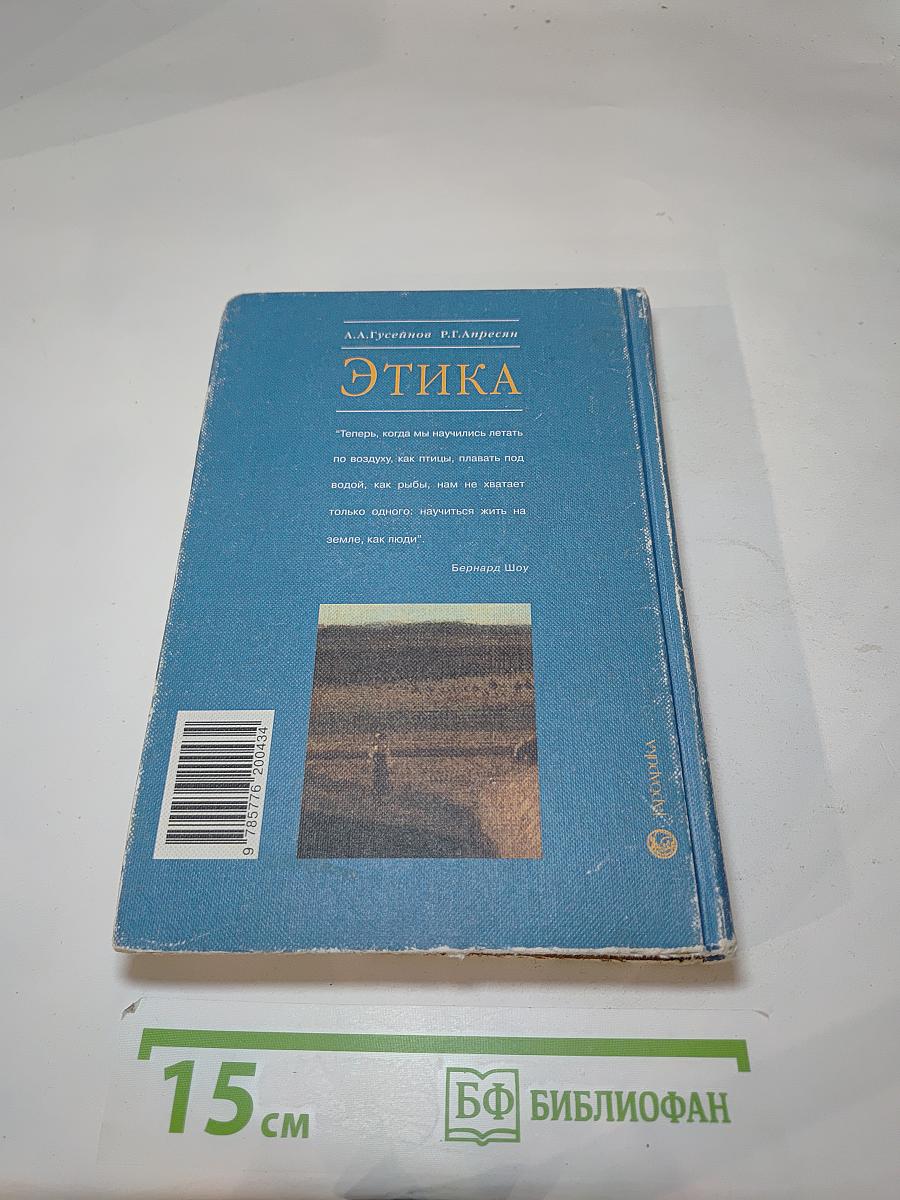 А.А.Гусейнов Р.Г.Апресян
ЭТИКА
"Теперь, когда мы научились летать
по воздуху, как птицы, плавать под
водой, как рыбы, нам не хватает
только одного: научиться жить на
земле, как люди".
Бернард Шоу
9 785776 200434
ГАРДАРИКА
15 см
БФ БИБЛИОФАН